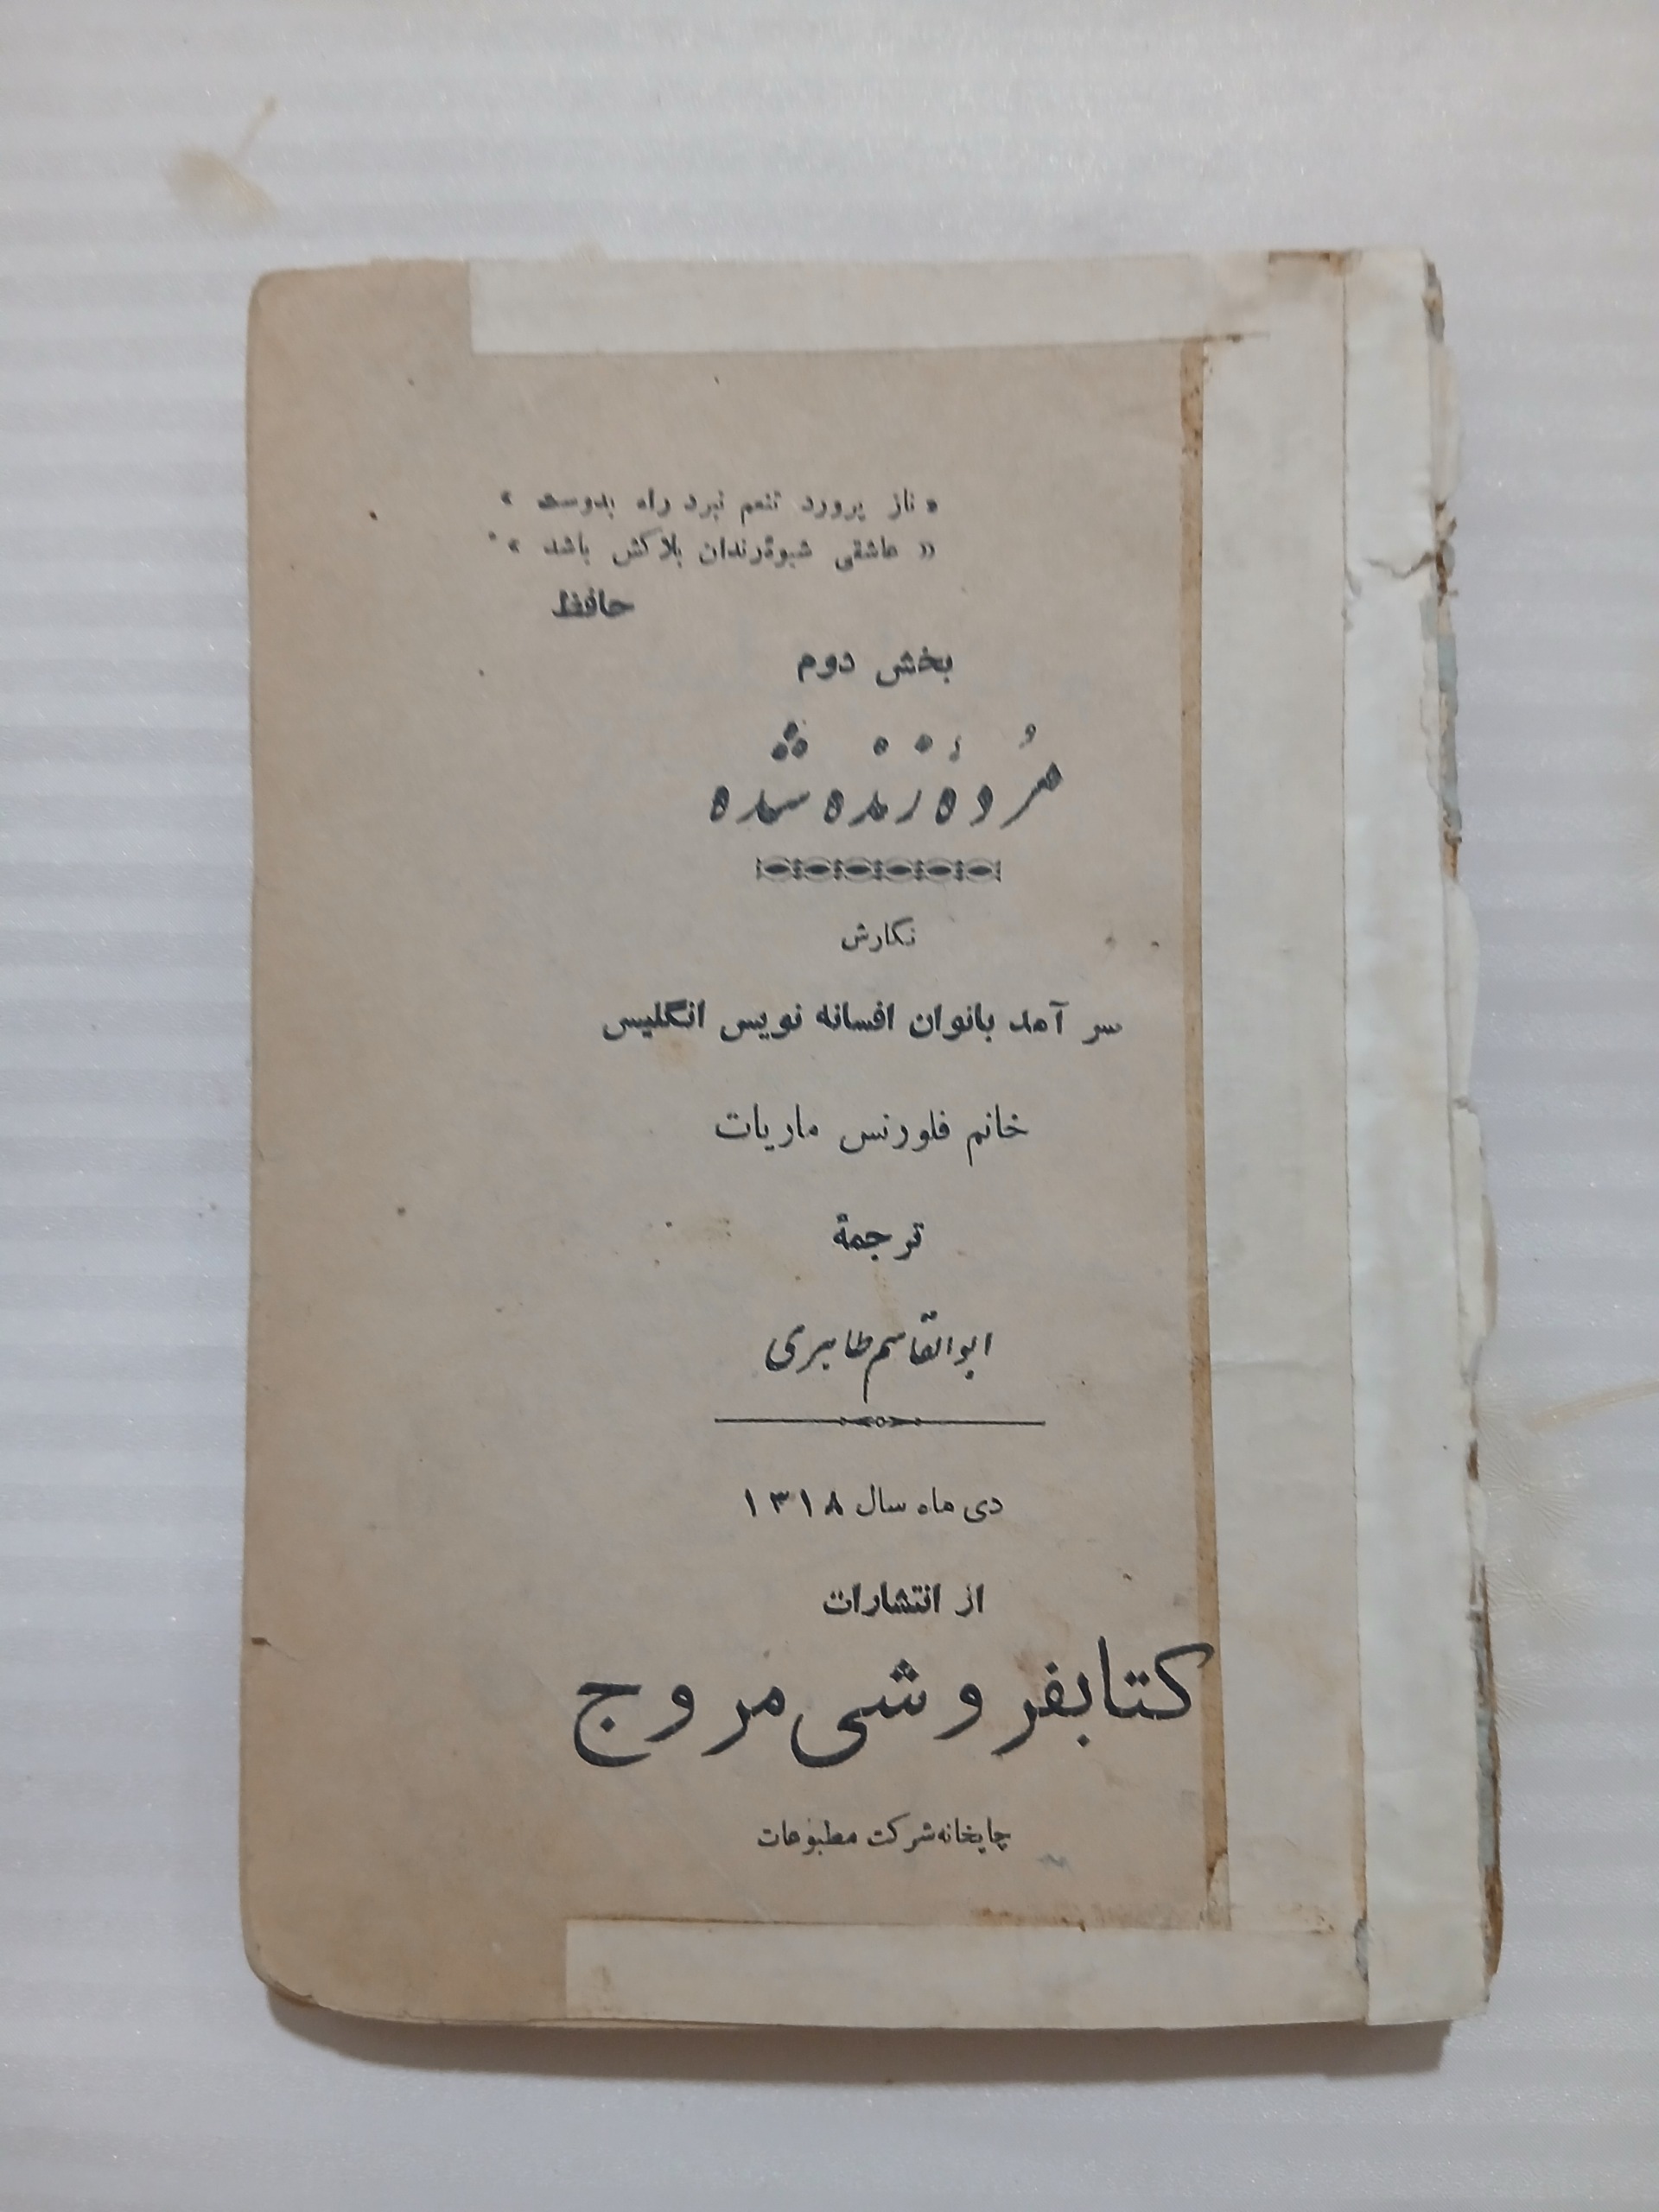 « ناز پرورد تنعم نبرد راه بدوست »
« عاشقی شیوهٔ رندان بلاکش باشد »
حافظ
بخش دوم
مُردهٔ زنده شده
نگارش
سر آمد بانوان افسانه نویس انگلیس
خانم فلورنس ماریات
ترجمهٔ
ابوالقاسم طاهری
دی ماه سال ۱۳۱۸
از انتشارات
کتابفروشی مروج
چاپخانه شرکت مطبوعات